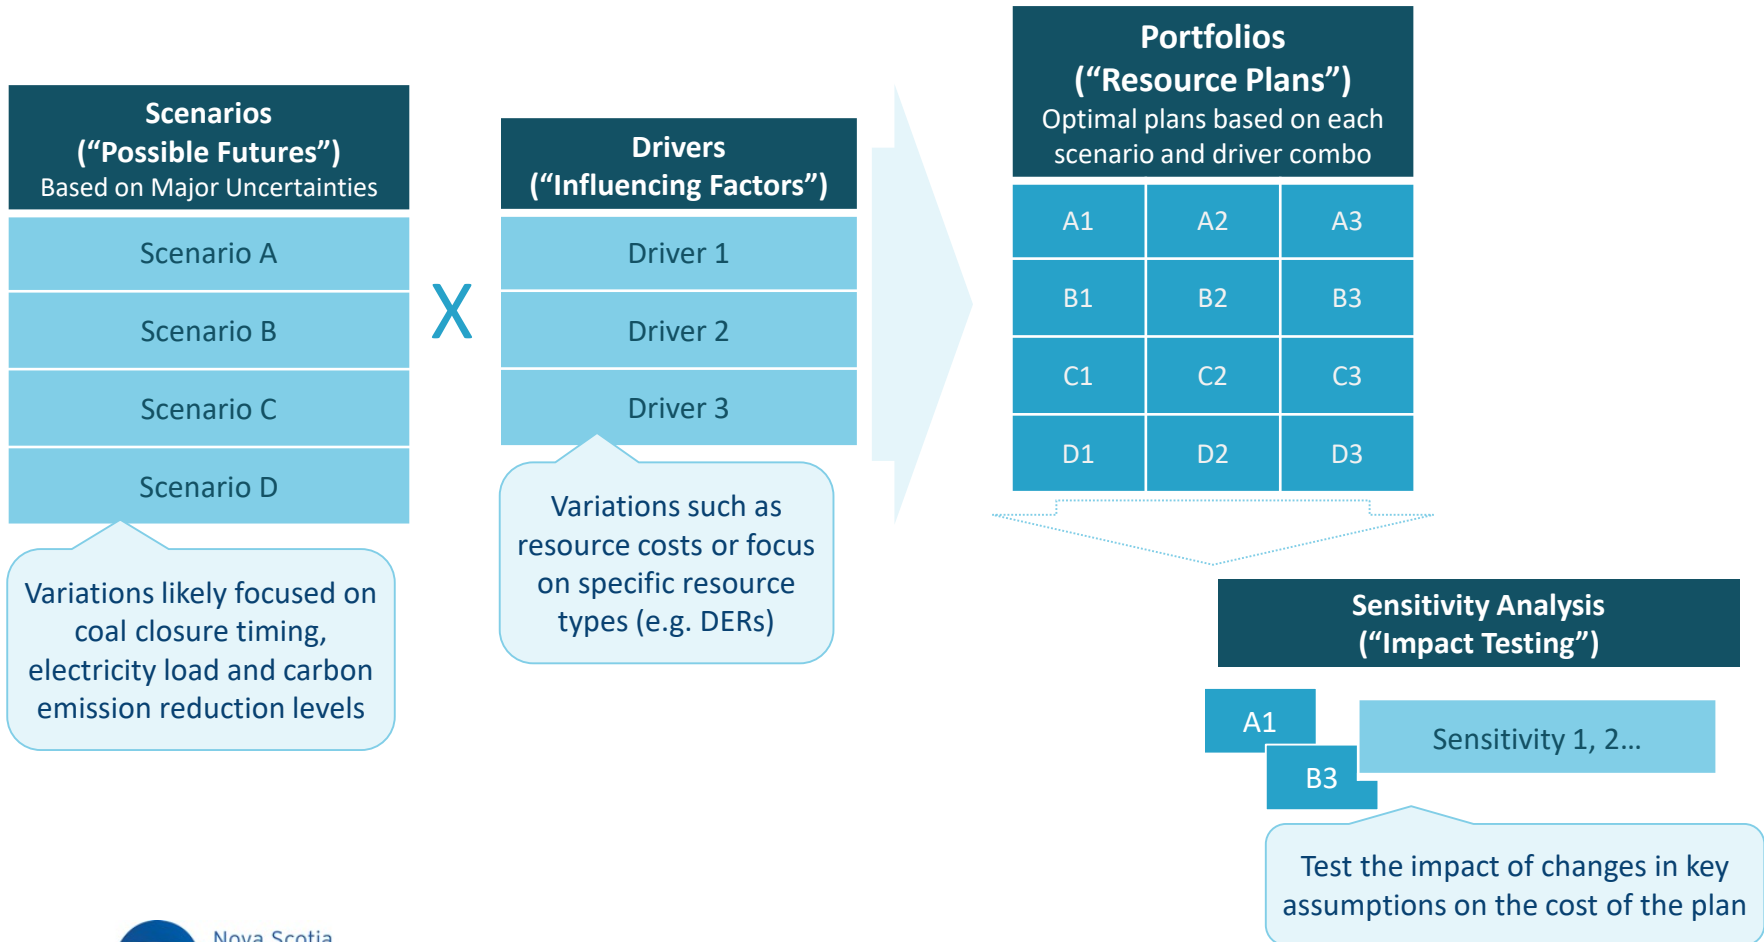 Scenarios
(“Possible Futures”)
Based on Major Uncertainties
Scenario A
Scenario B
Scenario C
Scenario D
Variations likely focused on
coal closure timing,
electricity load and carbon
emission reduction levels
X
Drivers
(“Influencing Factors”)
Driver 1
Driver 2
Driver 3
Variations such as
resource costs or focus
on specific resource
types (e.g. DERs)
Portfolios
(“Resource Plans”)
Optimal plans based on each
scenario and driver combo
A1 A2 A3
B1 B2 B3
C1 C2 C3
D1 D2 D3
Sensitivity Analysis
(“Impact Testing”)
A1
B3
Sensitivity 1, 2…
Test the impact of changes in key
assumptions on the cost of the plan
Nova Scotia